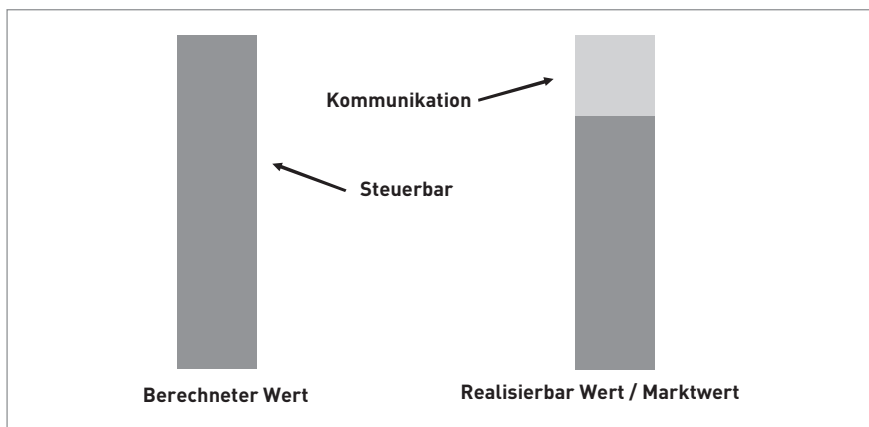 Kommunikation
Steuerbar
Berechneter Wert
Realisierbar Wert / Marktwert